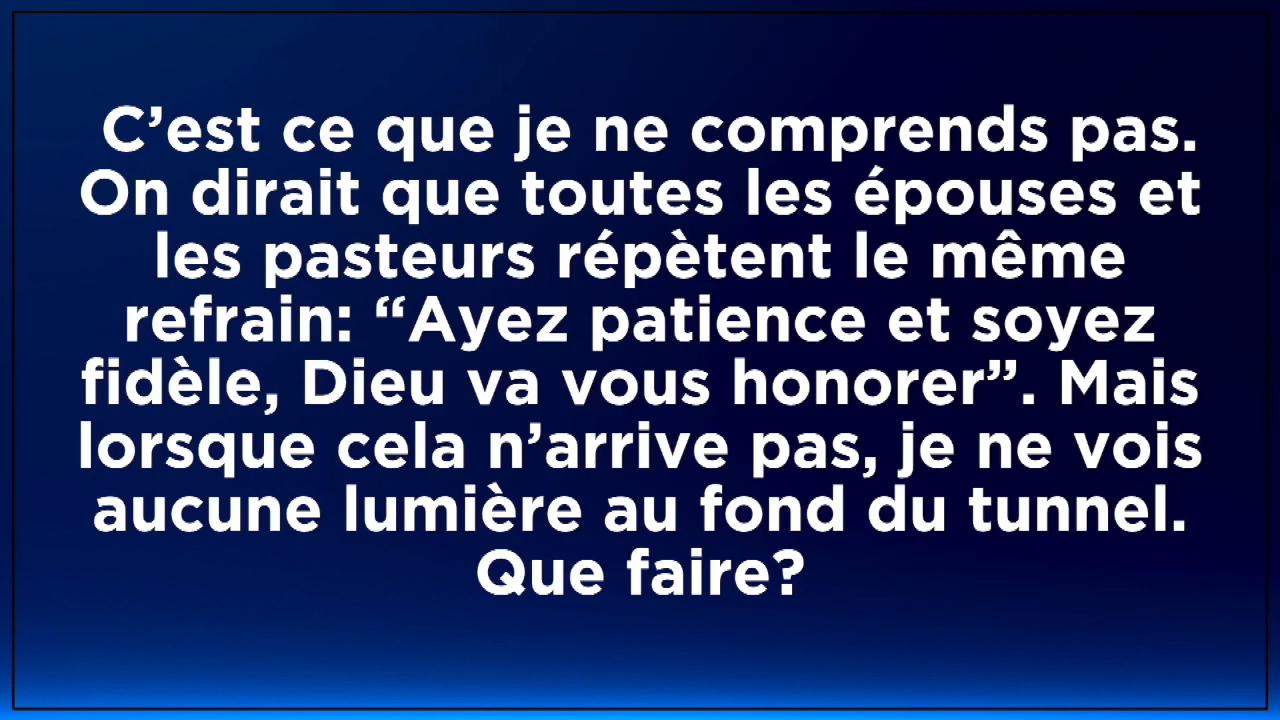 C’est ce que je ne comprends pas.
On dirait que toutes les épouses et
les pasteurs répètent le même
refrain: “Ayez patience et soyez
fidèle, Dieu va vous honorer”. Mais
lorsque cela n’arrive pas, je ne vois
aucune lumière au fond du tunnel.
Que faire?